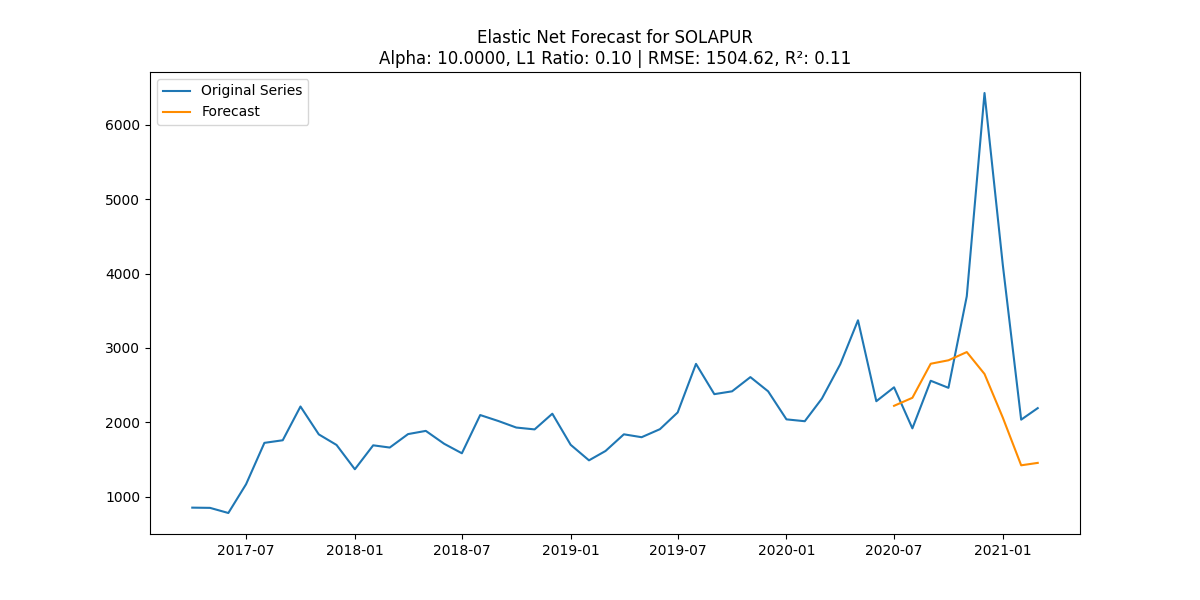 Elastic Net Forecast for SOLAPUR
Alpha: 10.0000, L1 Ratio: 0.10 | RMSE: 1504.62, R²: 0.11
Original Series
Forecast
6000
5000
4000
3000
2000
1000
2017-07 2018-01 2018-07 2019-01 2019-07 2020-01 2020-07 2021-01